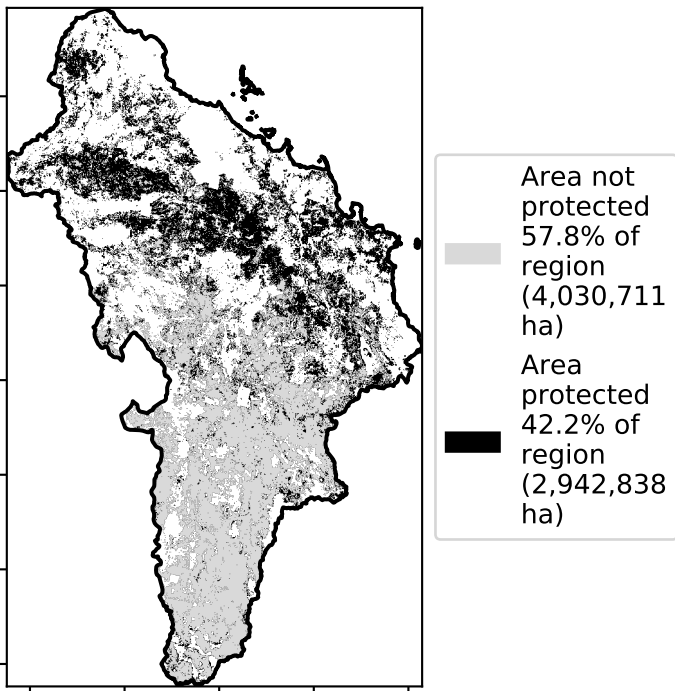 Area not
protected
57.8% of
region
(4,030,711
ha)
Area
protected
42.2% of
region
(2,942,838
ha)